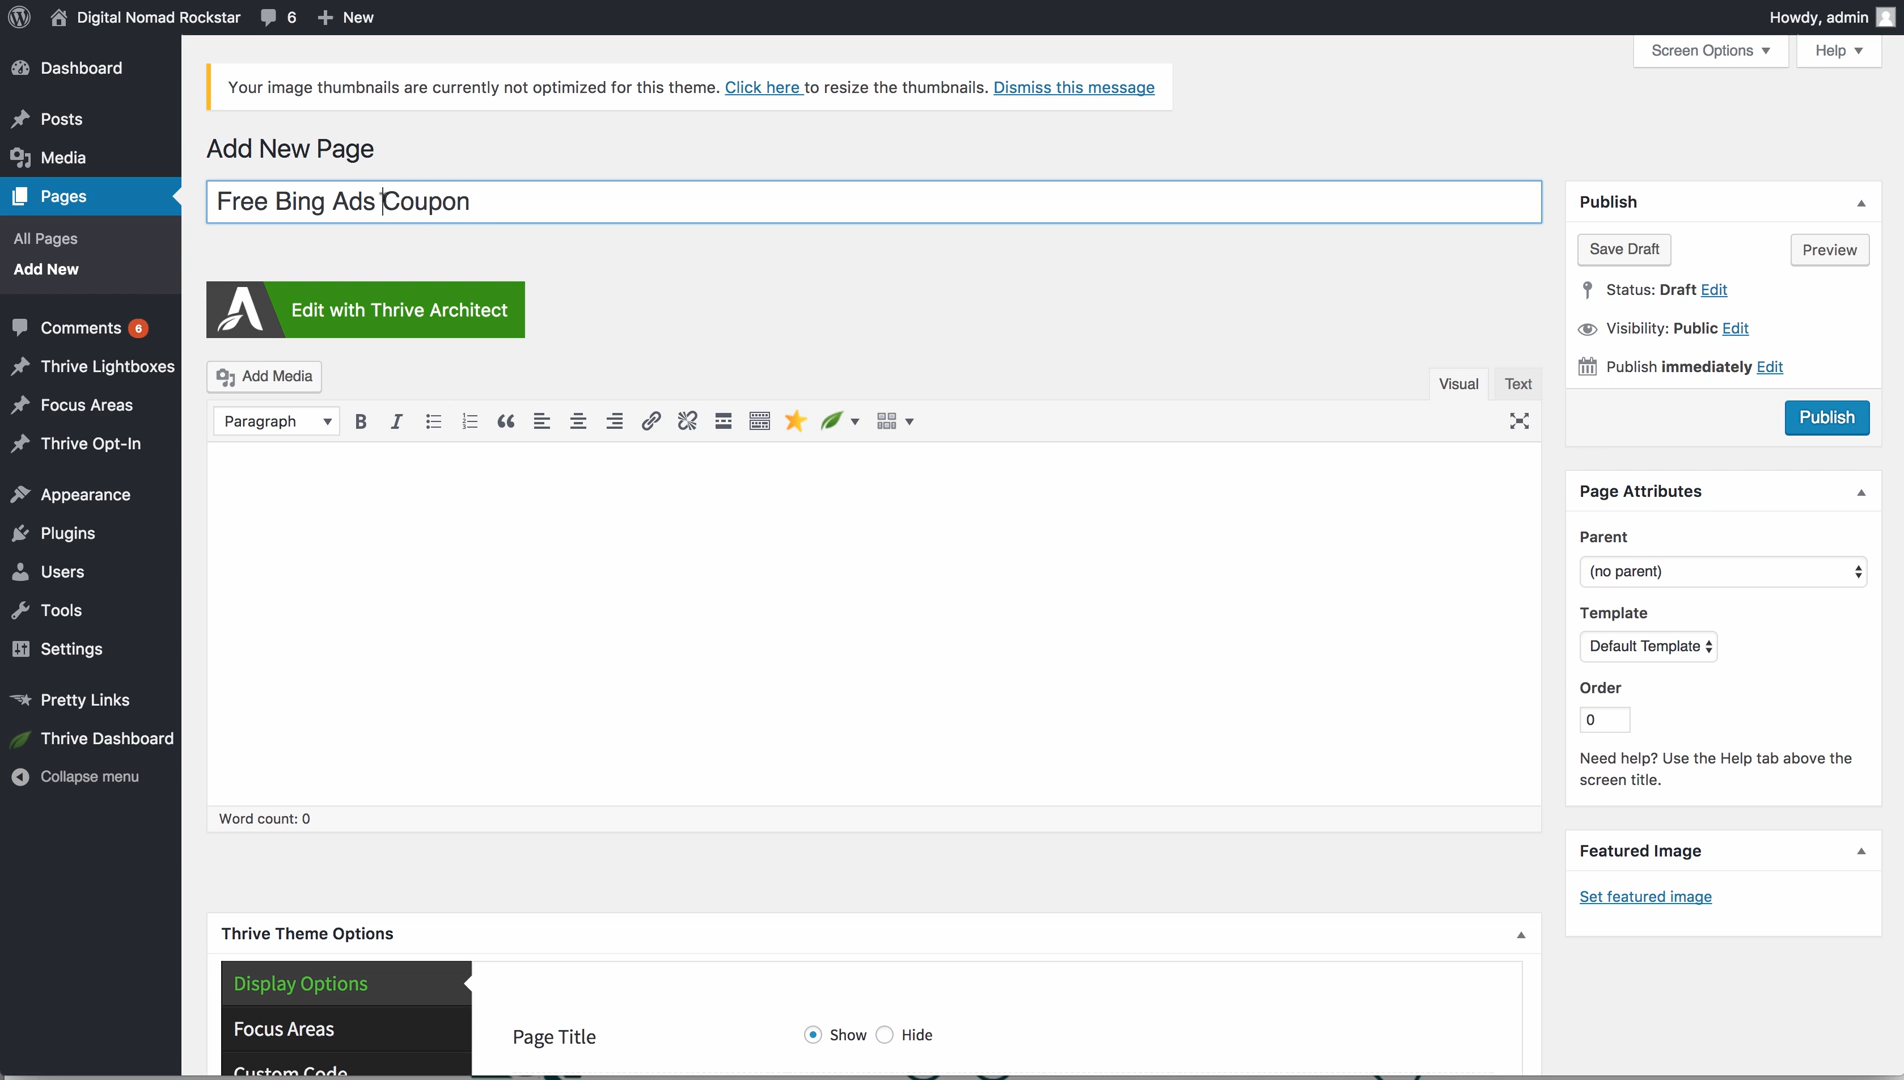 Digital Nomad Rockstar 6 New Howdy, admin
Screen Options Help
Dashboard
Posts
Media
Pages
All Pages
Add New
Comments 6
Thrive Lightboxes
Focus Areas
Thrive Opt-In
Appearance
Plugins
Users
Tools
Settings
Pretty Links
Thrive Dashboard
Collapse menu
Your image thumbnails are currently not optimized for this theme. Click here to resize the thumbnails. Dismiss this message
Add New Page
Free Bing Ads Coupon
Edit with Thrive Architect
Add Media
Visual Text
Paragraph
Word count: 0
Thrive Theme Options
Display Options
Focus Areas
Custom Code
Page Title Show Hide
Publish
Save Draft Preview
Status: Draft Edit
Visibility: Public Edit
Publish immediately Edit
Publish
Page Attributes
Parent
(no parent)
Template
Default Template
Order
0
Need help? Use the Help tab above the
screen title.
Featured Image
Set featured image